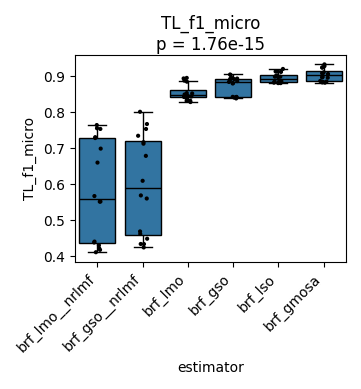 TL_f1_micro
p = 1.76e-15
TL_f1_micro
0.9
0.8
0.7
0.6
0.5
0.4
brf_lmo__nrlmf
brf_gso__nrlmf
brf_lmo
brf_gso
brf_lso
brf_gmosa
estimator